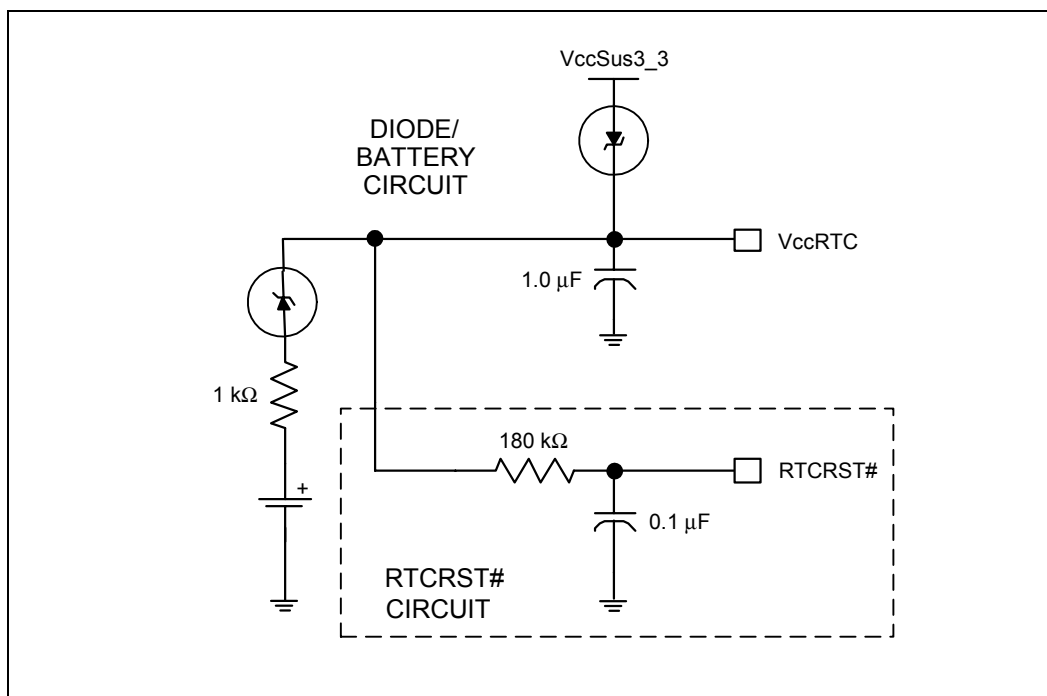 VccSus3_3
DIODE/
BATTERY
CIRCUIT
VccRTC
1.0 μF
1 kΩ
+
180 kΩ
RTCRST#
0.1 μF
RTCRST#
CIRCUIT